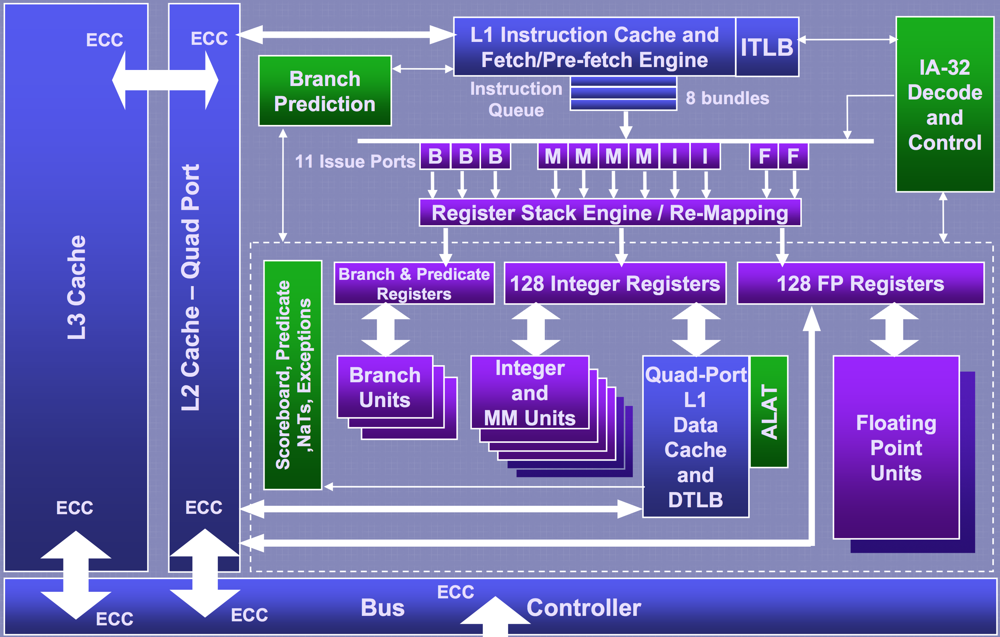 ECC
ECC
L1 Instruction Cache and
Fetch/Pre-fetch Engine
ITLB
IA-32
Decode
and
Control
Branch
Prediction
Instruction
Queue
8 bundles
11 Issue Ports
B
B
B
M
M
M
M
I
I
F
F
Register Stack Engine / Re-Mapping
L3 Cache
L2 Cache – Quad Port
Scoreboard, Predicate
,NaTs, Exceptions
Branch & Predicate
Registers
128 Integer Registers
128 FP Registers
Branch
Units
Integer
and
MM Units
Quad-Port
L1
Data
Cache
and
DTLB
ALAT
Floating
Point
Units
ECC
ECC
ECC
ECC
ECC
Bus Controller